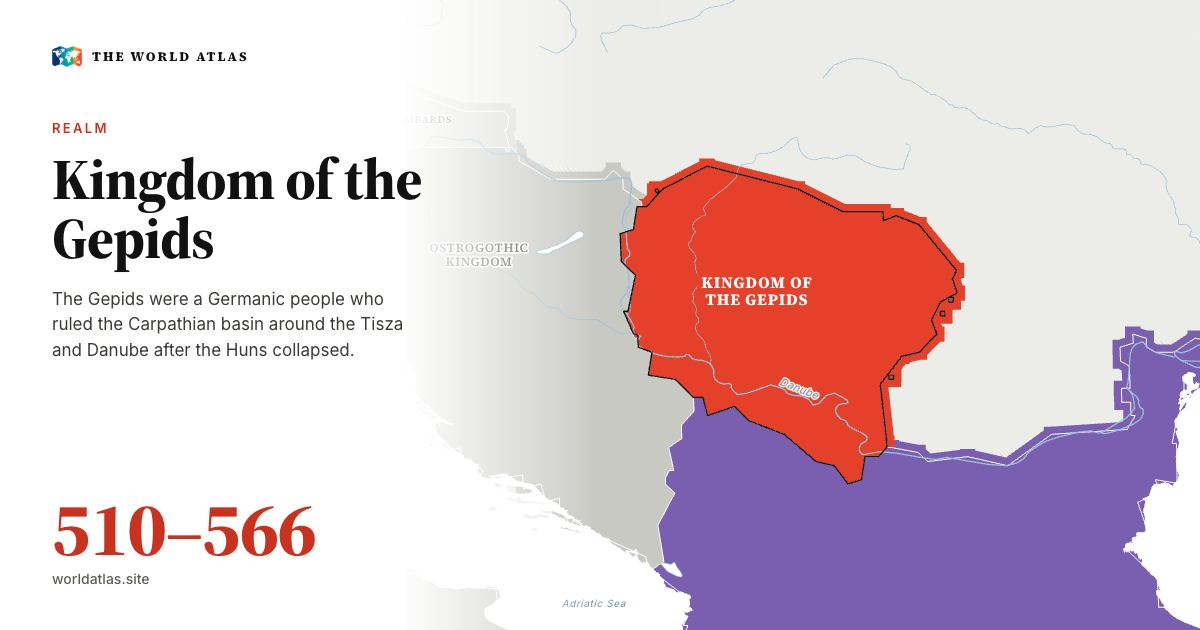 THE WORLD ATLAS
REALM
Kingdom of the
Gepids
The Gepids were a Germanic people who
ruled the Carpathian basin around the Tisza
and Danube after the Huns collapsed.
510–566
worldatlas.site
OSTROGOTHIC
KINGDOM
KINGDOM OF
THE GEPIDS
Danube
Adriatic Sea